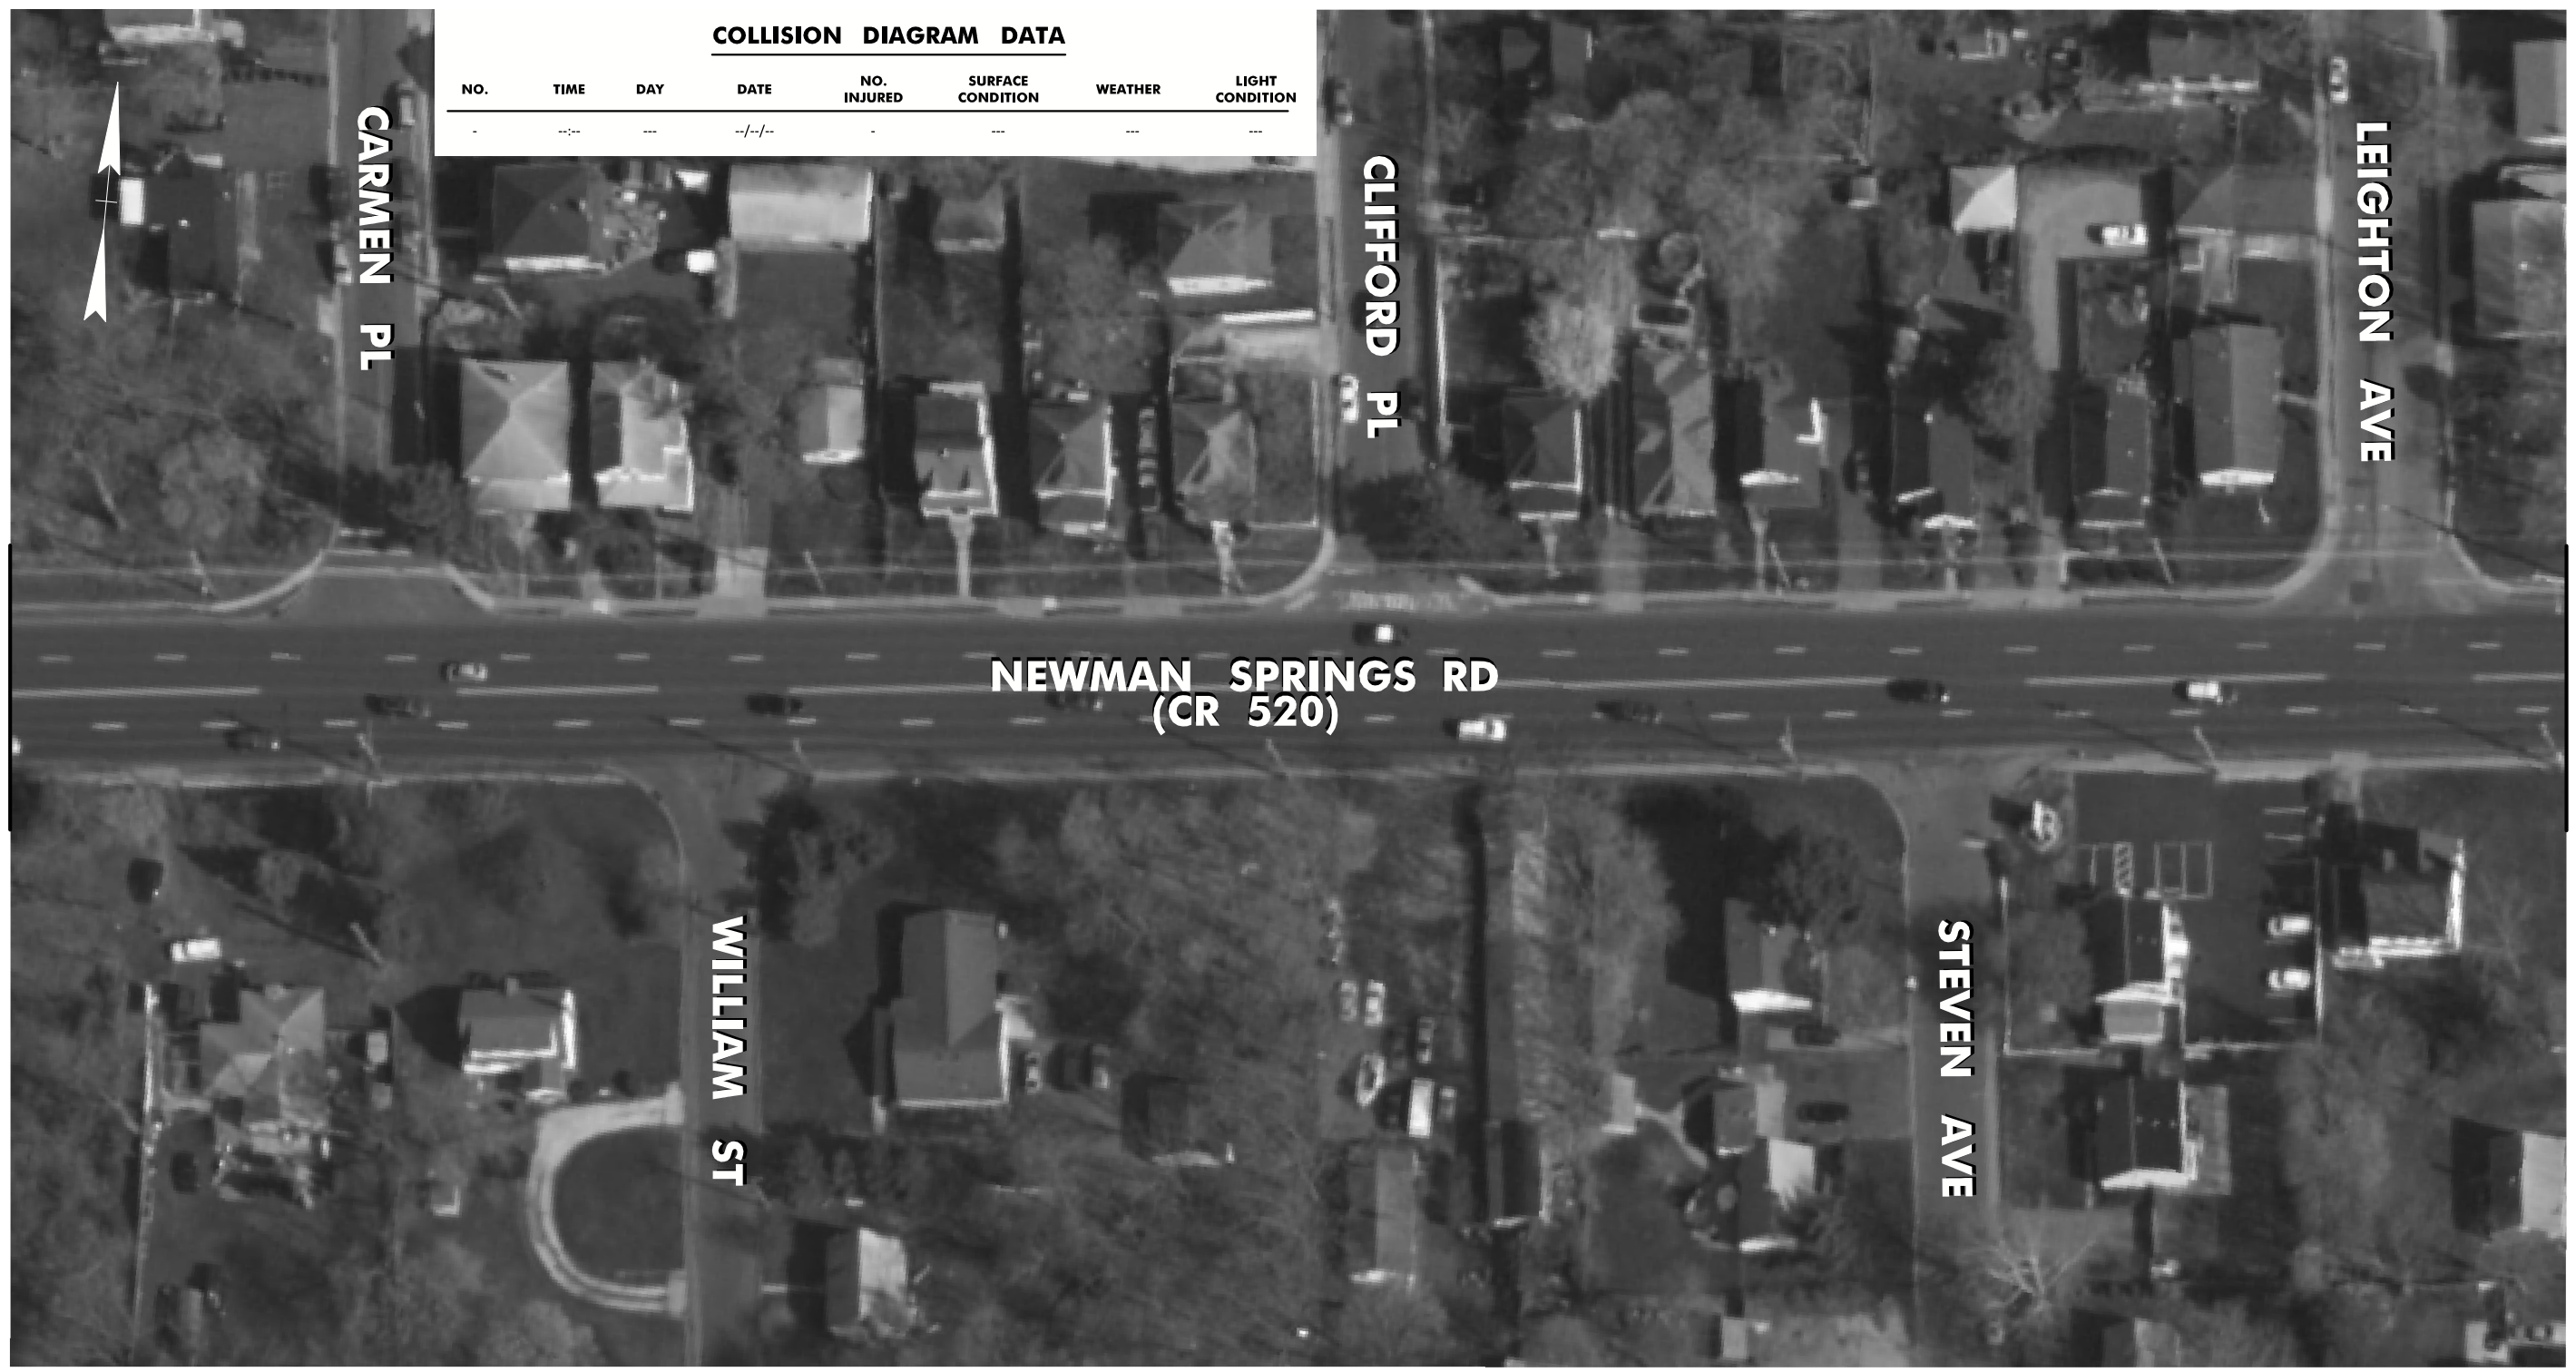 COLLISION DIAGRAM DATA
NO. TIME DAY DATE NO. INJURED SURFACE CONDITION WEATHER LIGHT CONDITION
- --:-- --- --/--/-- - --- --- ---
CARMEN PL
CLIFFORD PL
LEIGHTON AVE
NEWMAN SPRINGS RD
(CR 520)
WILLIAM ST
STEVEN AVE